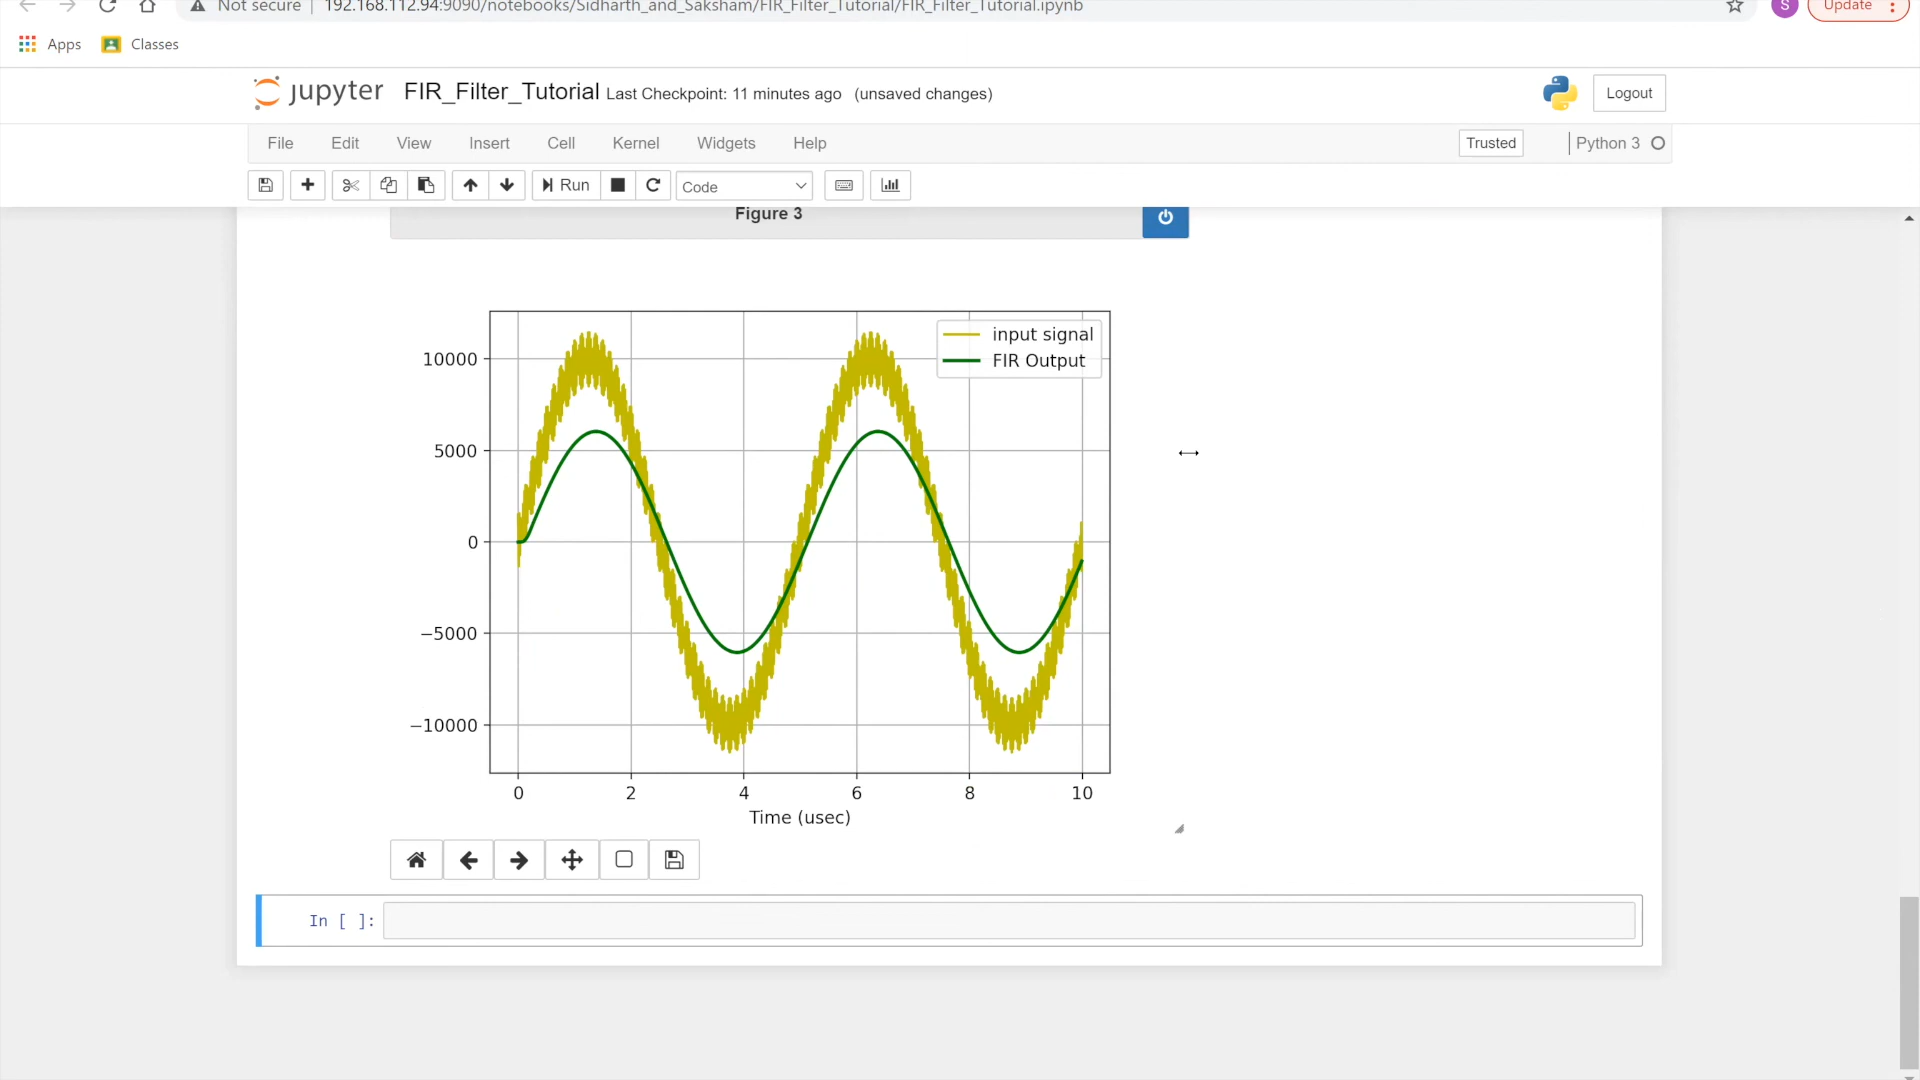 Not secure | 192.168.112.94:9090/notebooks/Sidharth_and_Saksham/FIR_Filter_Tutorial/FIR_Filter_Tutorial.ipynb
S
Update
Apps
Classes
jupyter
FIR_Filter_Tutorial Last Checkpoint: 11 minutes ago (unsaved changes)
Logout
File Edit View Insert Cell Kernel Widgets Help
Trusted
Python 3
Run
Code
Figure 3
input signal
FIR Output
10000
5000
0
−5000
−10000
0 2 4 6 8 10
Time (usec)
In [ ]: